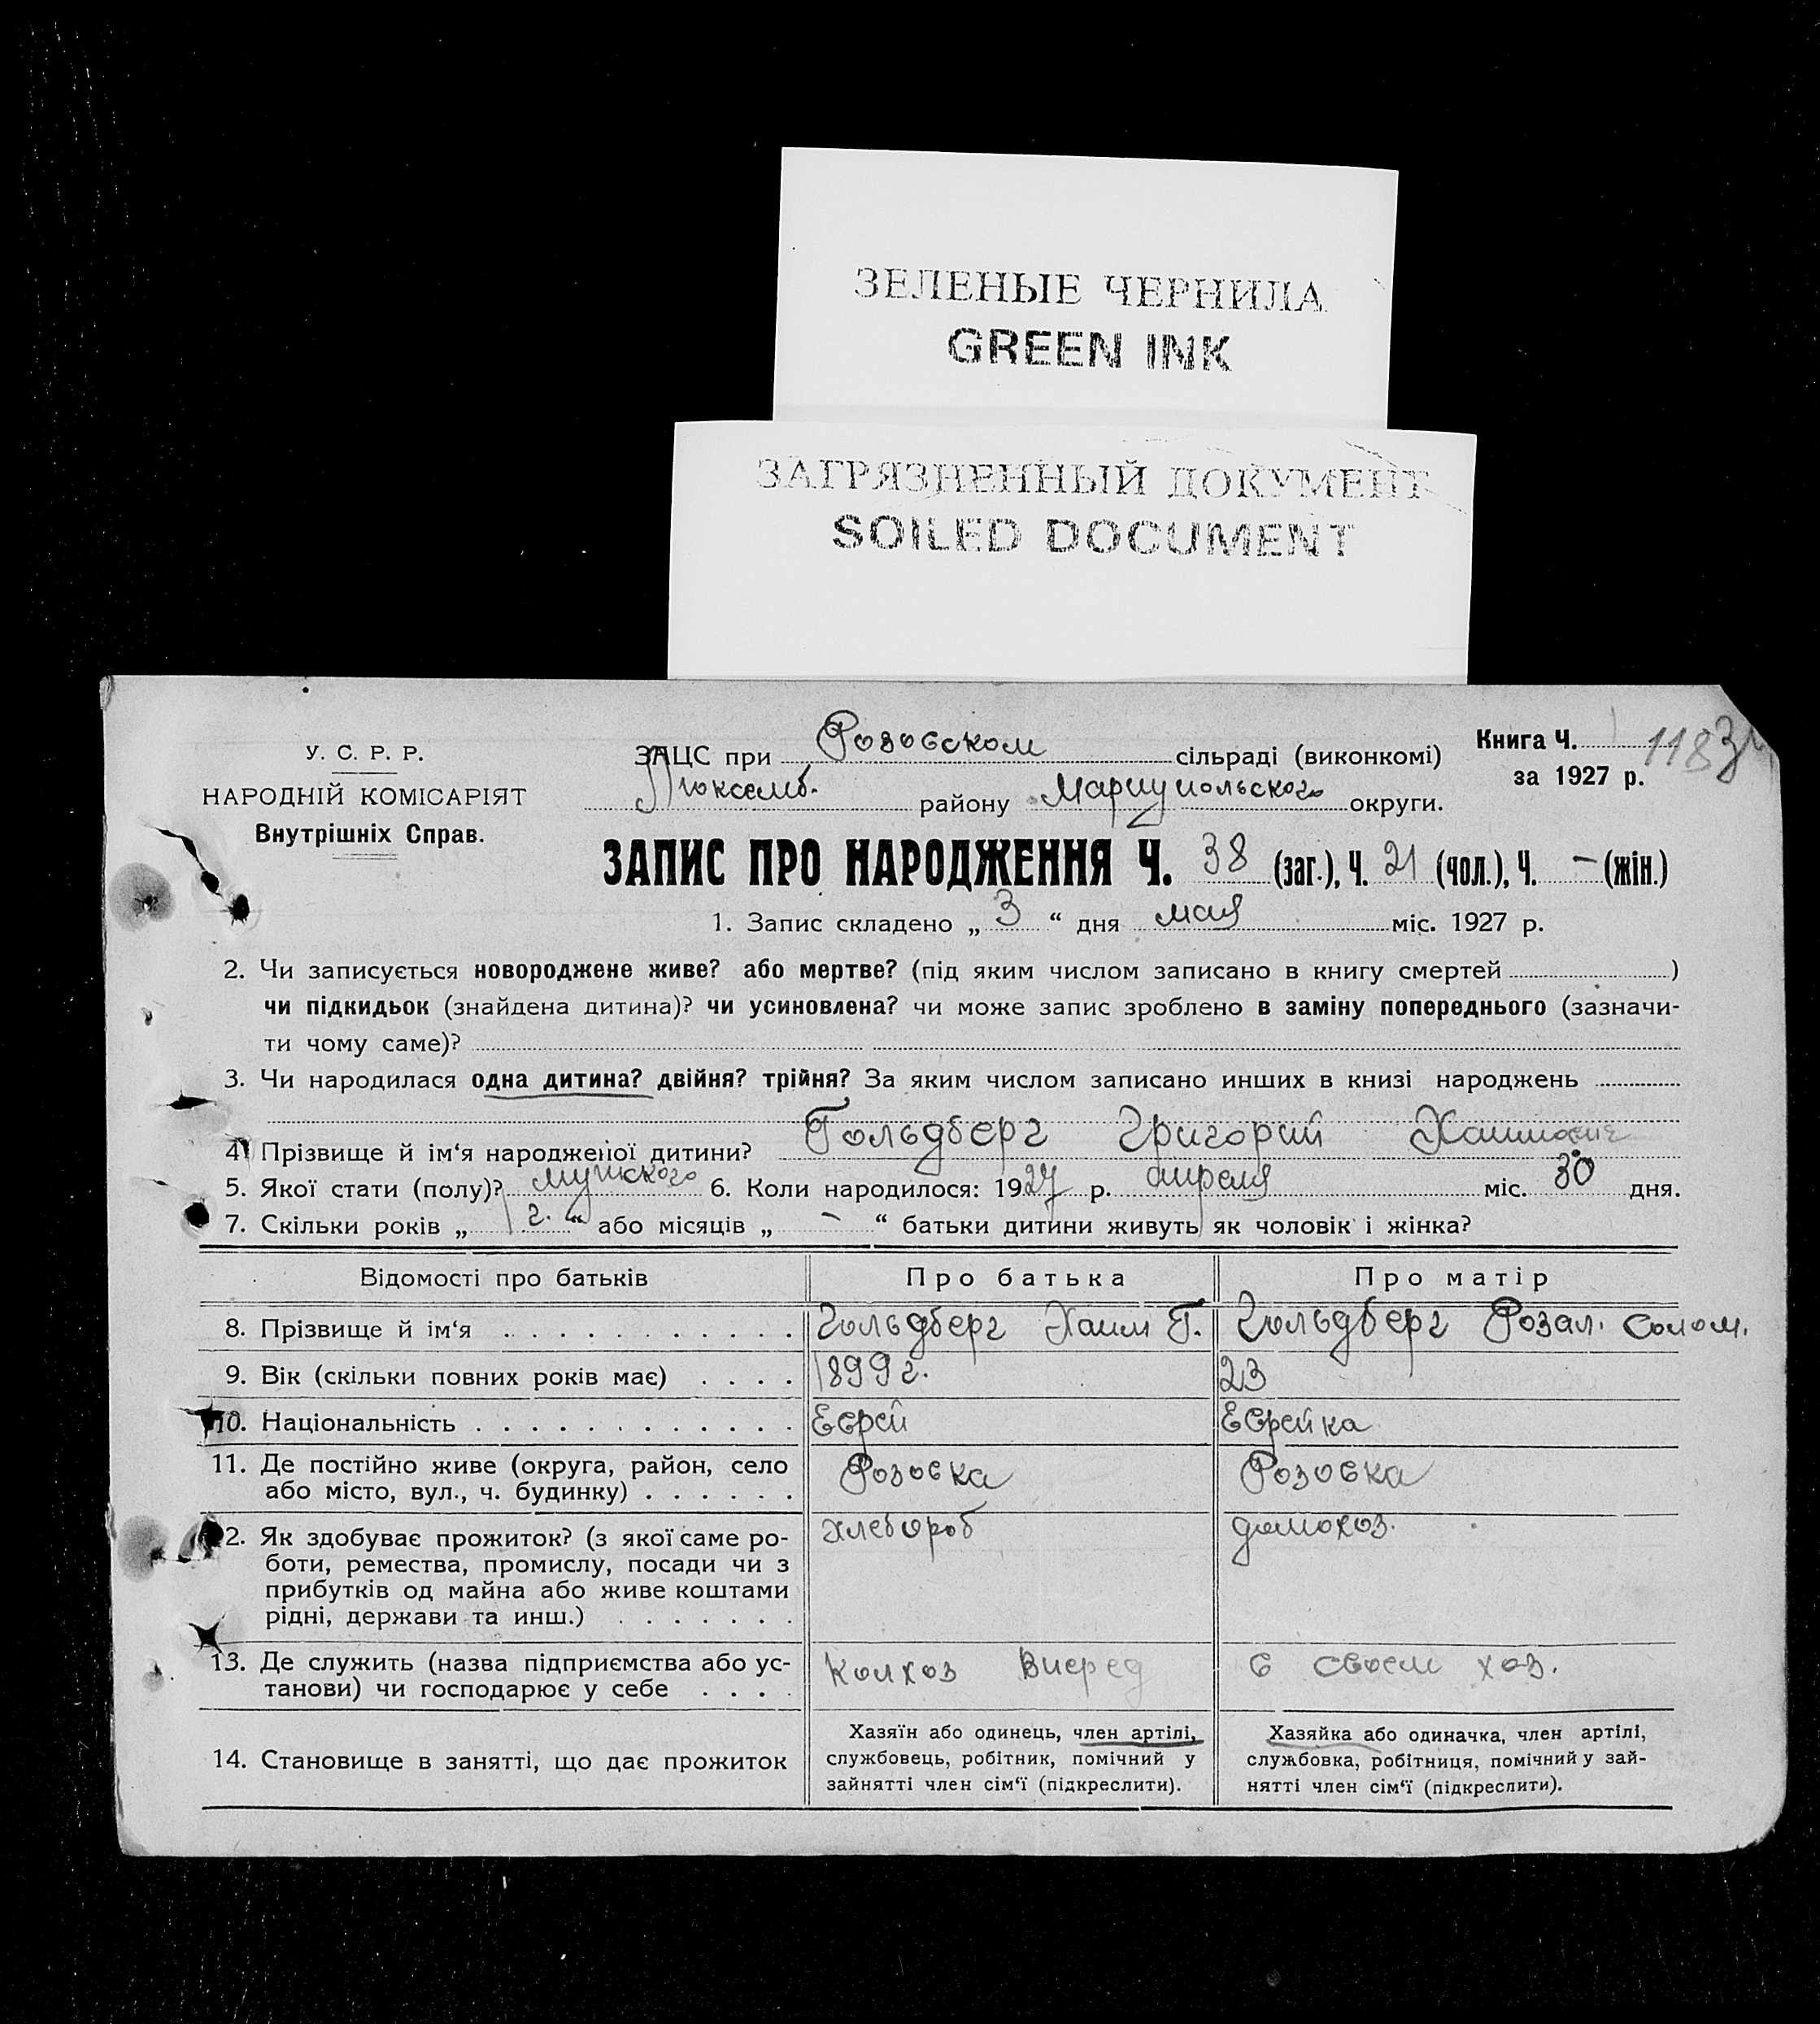 ЗЕЛЕНЫЕ ЧЕРНИЛА
GREEN INK
ЗАГРЯЗНЕННЫЙ ДОКУМЕНТ
SOILED DOCUMENT
У. С. Р. Р.
НАРОДНІЙ КОМІСАРІЯТ
Внутрішніх Справ.
ЗАЦС при Розовском сільраді (виконкомі)
Люксемб. району Мариупольского округи.
Книга Ч.
за 1927 р.
ЗАПИС ПРО НАРОДЖЕННЯ Ч. 38 (заг.), Ч. 21 (чол.), Ч. — (жін.)
1. Запис складено „ 3 “ дня мая міс. 1927 р.
2. Чи записується новороджене живе? або мертве? (під яким числом записано в книгу смертей )
чи підкидьок (знайдена дитина)? чи усиновлена? чи може запис зроблено в заміну попереднього (зазначи-
ти чому саме)?
3. Чи народилася одна дитина? двійня? трійня? За яким числом записано инших в книзі народжень
4. Прізвище й ім‘я народженої дитини? Гольдберг Григорий
5. Якої стати (полу)? мужского 6. Коли народилося: 1927 р. апреля міс. 30 дня.
7. Скільки років „ 1 г. “ або місяців „ — “ батьки дитини живуть як чоловік і жінка?
Відомості про батьків Про батька Про матір
8. Прізвище й ім‘я Гольдберг Хаим Г. Гольдберг Розал. Солом.
9. Вік (скільки повних років має) 1899 г. 23
10. Національність Еврей Еврейка
11. Де постійно живе (округа, район, село
або місто, вул., ч. будинку) Розовка Розовка
12. Як здобуває прожиток? (з якої саме ро-
боти, ремества, промислу, посади чи з
прибутків од майна або живе коштами
рідні, держави та инш.) хлебороб домохоз.
13. Де служить (назва підприємства або ус-
танови) чи господарює у себе Колхоз Вперед в своем хоз.
14. Становище в занятті, що дає прожиток
Хазяїн або одинець, член артілі,
службовець, робітник, помічний у
зайнятті член сім‘ї (підкреслити).
Хазяйка або одиначка, член артілі,
службовка, робітниця, помічний у зай-
нятті член сім‘ї (підкреслити).